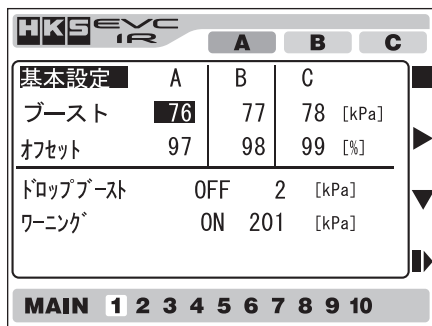 HKS EVC IR
A B C
基本設定 A B C
ブースト 76 77 78 [kPa]
オフセット 97 98 99 [%]
ドロップブースト OFF 2 [kPa]
ワーニング ON 201 [kPa]
MAIN 1 2 3 4 5 6 7 8 9 10